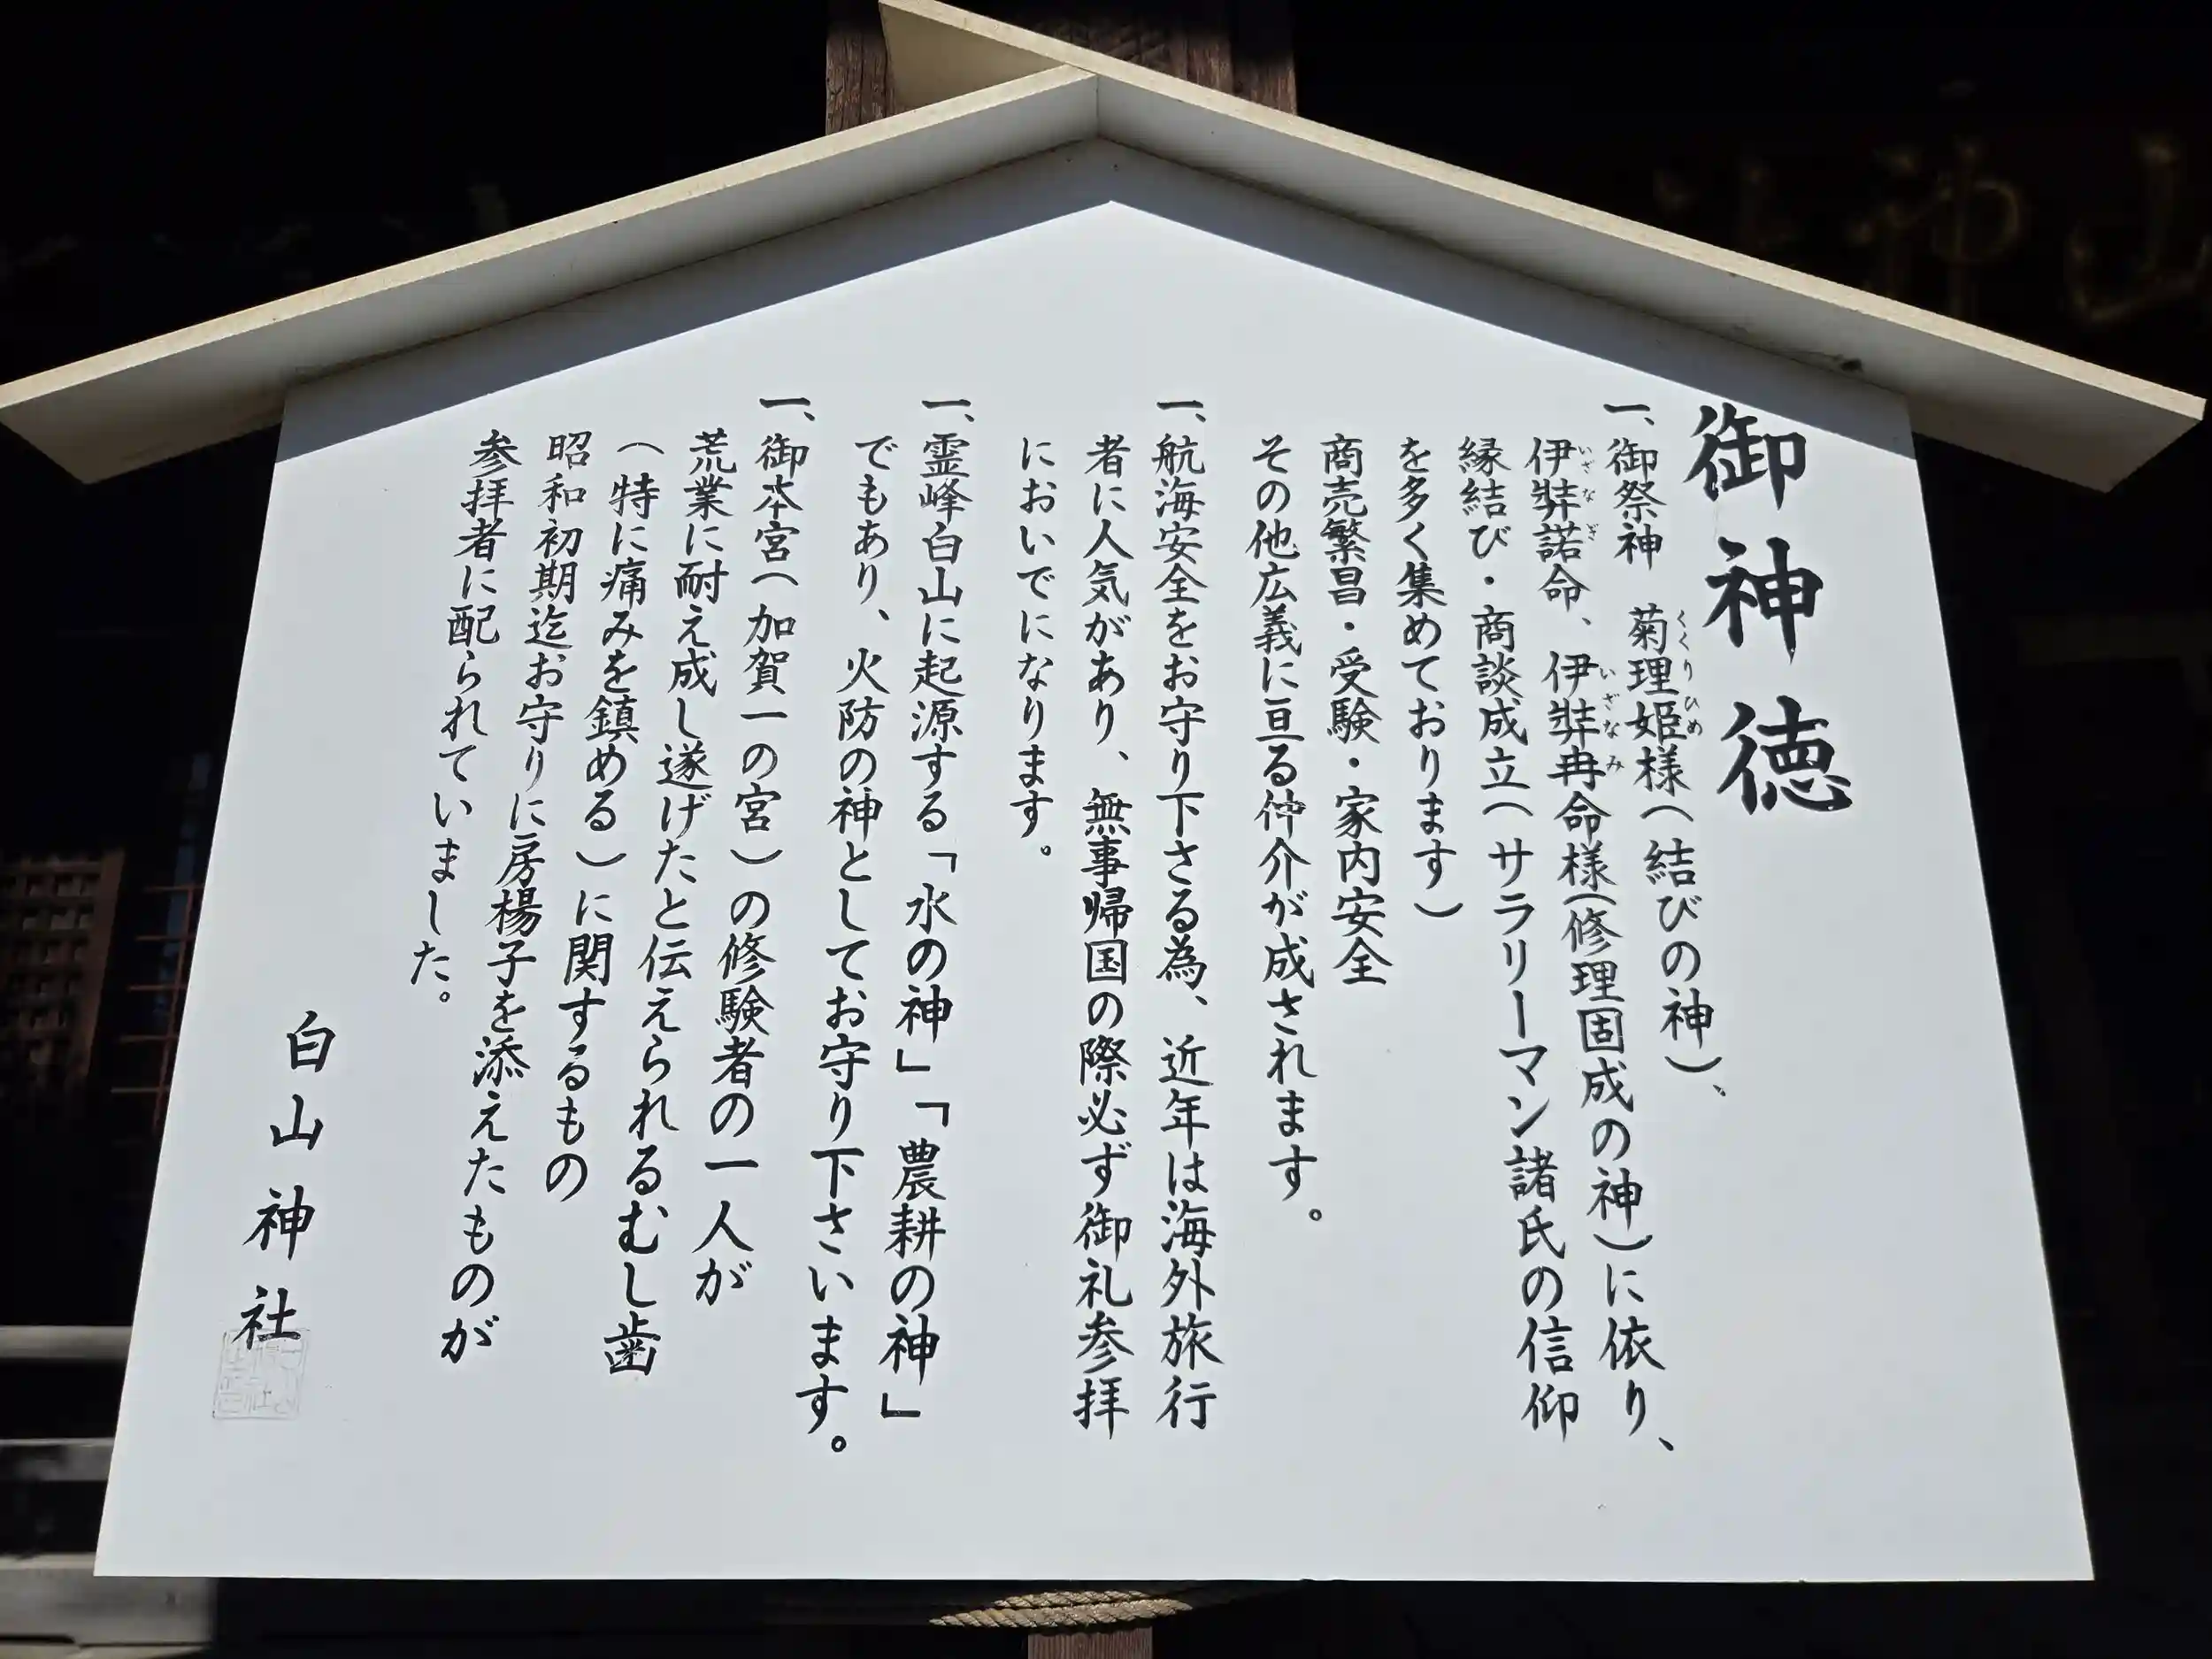 御神徳
一、御祭神　菊理姫様(結びの神)、
くくりひめ
伊弉諾命、伊弉冉命様(修理固成の神)に依り、
いざなぎ　いざなみ
縁結び・商談成立(サラリーマン諸氏の信仰
を多く集めております)
商売繁昌・受験・家内安全
その他広義に亘る仲介が成されます。
一、航海安全をお守り下さる為、近年は海外旅行
者に人気があり、無事帰国の際必ず御礼参拝
においでになります。
一、霊峰白山に起源する「水の神」「農耕の神」
でもあり、火防の神としてお守り下さいます。
一、御本宮(加賀一の宮)の修験者の一人が
荒業に耐え成し遂げたと伝えられるむし歯
(特に痛みを鎮める)に関するもの
昭和初期迄お守りに房楊子を添えたものが
参拝者に配られていました。
白山神社